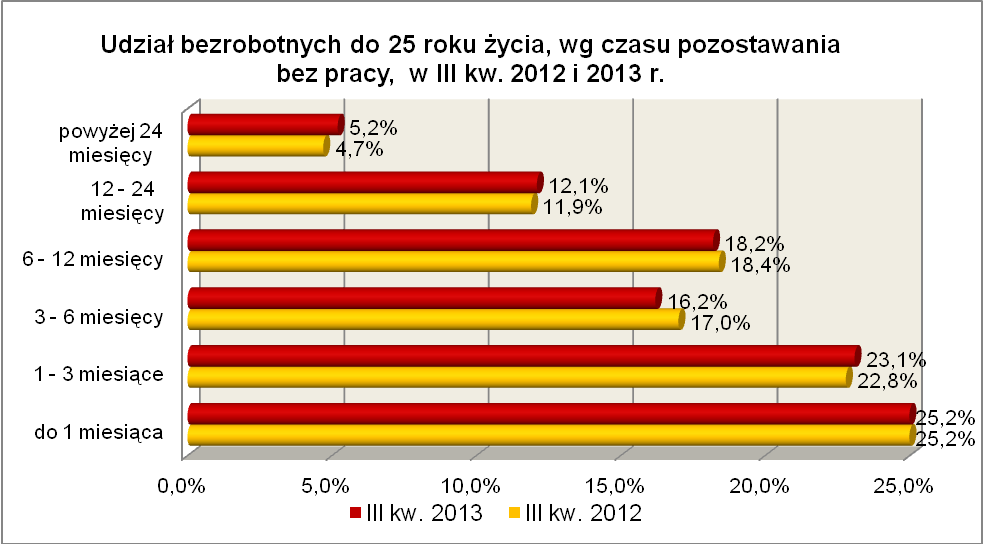 Udział bezrobotnych do 25 roku życia, wg czasu pozostawania
bez pracy, w III kw. 2012 i 2013 r.
powyżej 24
miesięcy
5,2%
4,7%
12 - 24
miesięcy
12,1%
11,9%
6 - 12 miesięcy
18,2%
18,4%
3 - 6 miesięcy
16,2%
17,0%
1 - 3 miesiące
23,1%
22,8%
do 1 miesiąca
25,2%
25,2%
0,0% 5,0% 10,0% 15,0% 20,0% 25,0%
III kw. 2013 III kw. 2012